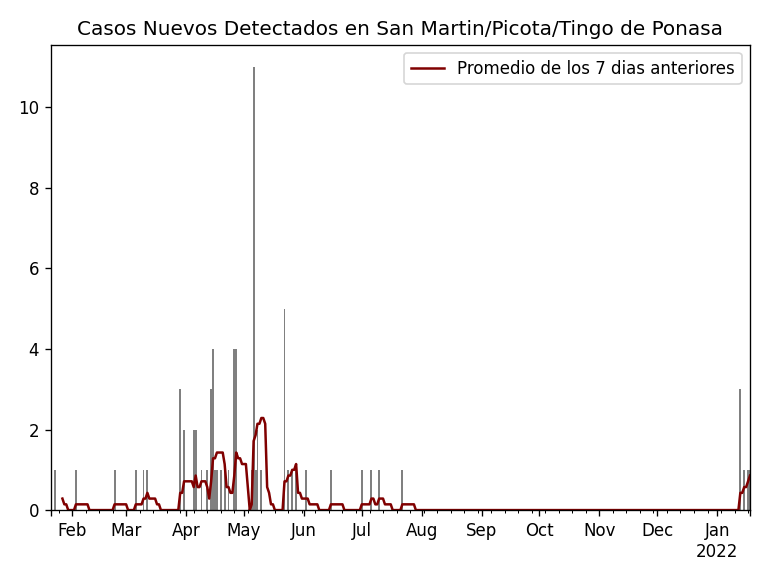 Casos Nuevos Detectados en San Martin/Picota/Tingo de Ponasa
Promedio de los 7 dias anteriores
10
8
6
4
2
0
Feb Mar Apr May Jun Jul Aug Sep Oct Nov Dec Jan
2022